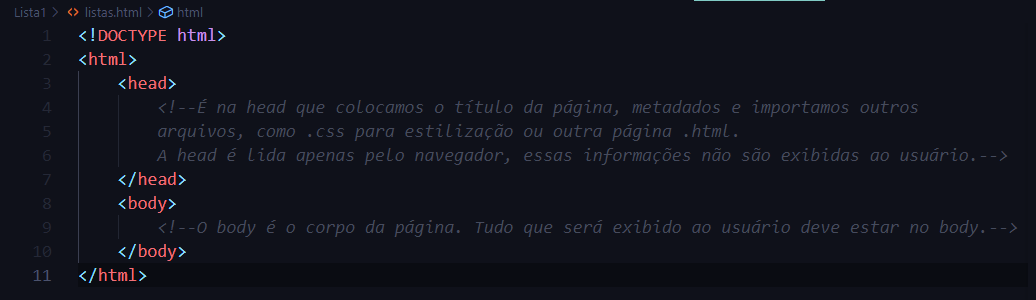 Lista1 > <> listas.html > html
1 <!DOCTYPE html>
2 <html>
3 <head>
4 <!--É na head que colocamos o título da página, metadados e importamos outros
5 arquivos, como .css para estilização ou outra página .html.
6 A head é lida apenas pelo navegador, essas informações não são exibidas ao usuário.-->
7 </head>
8 <body>
9 <!--O body é o corpo da página. Tudo que será exibido ao usuário deve estar no body.-->
10 </body>
11 </html>